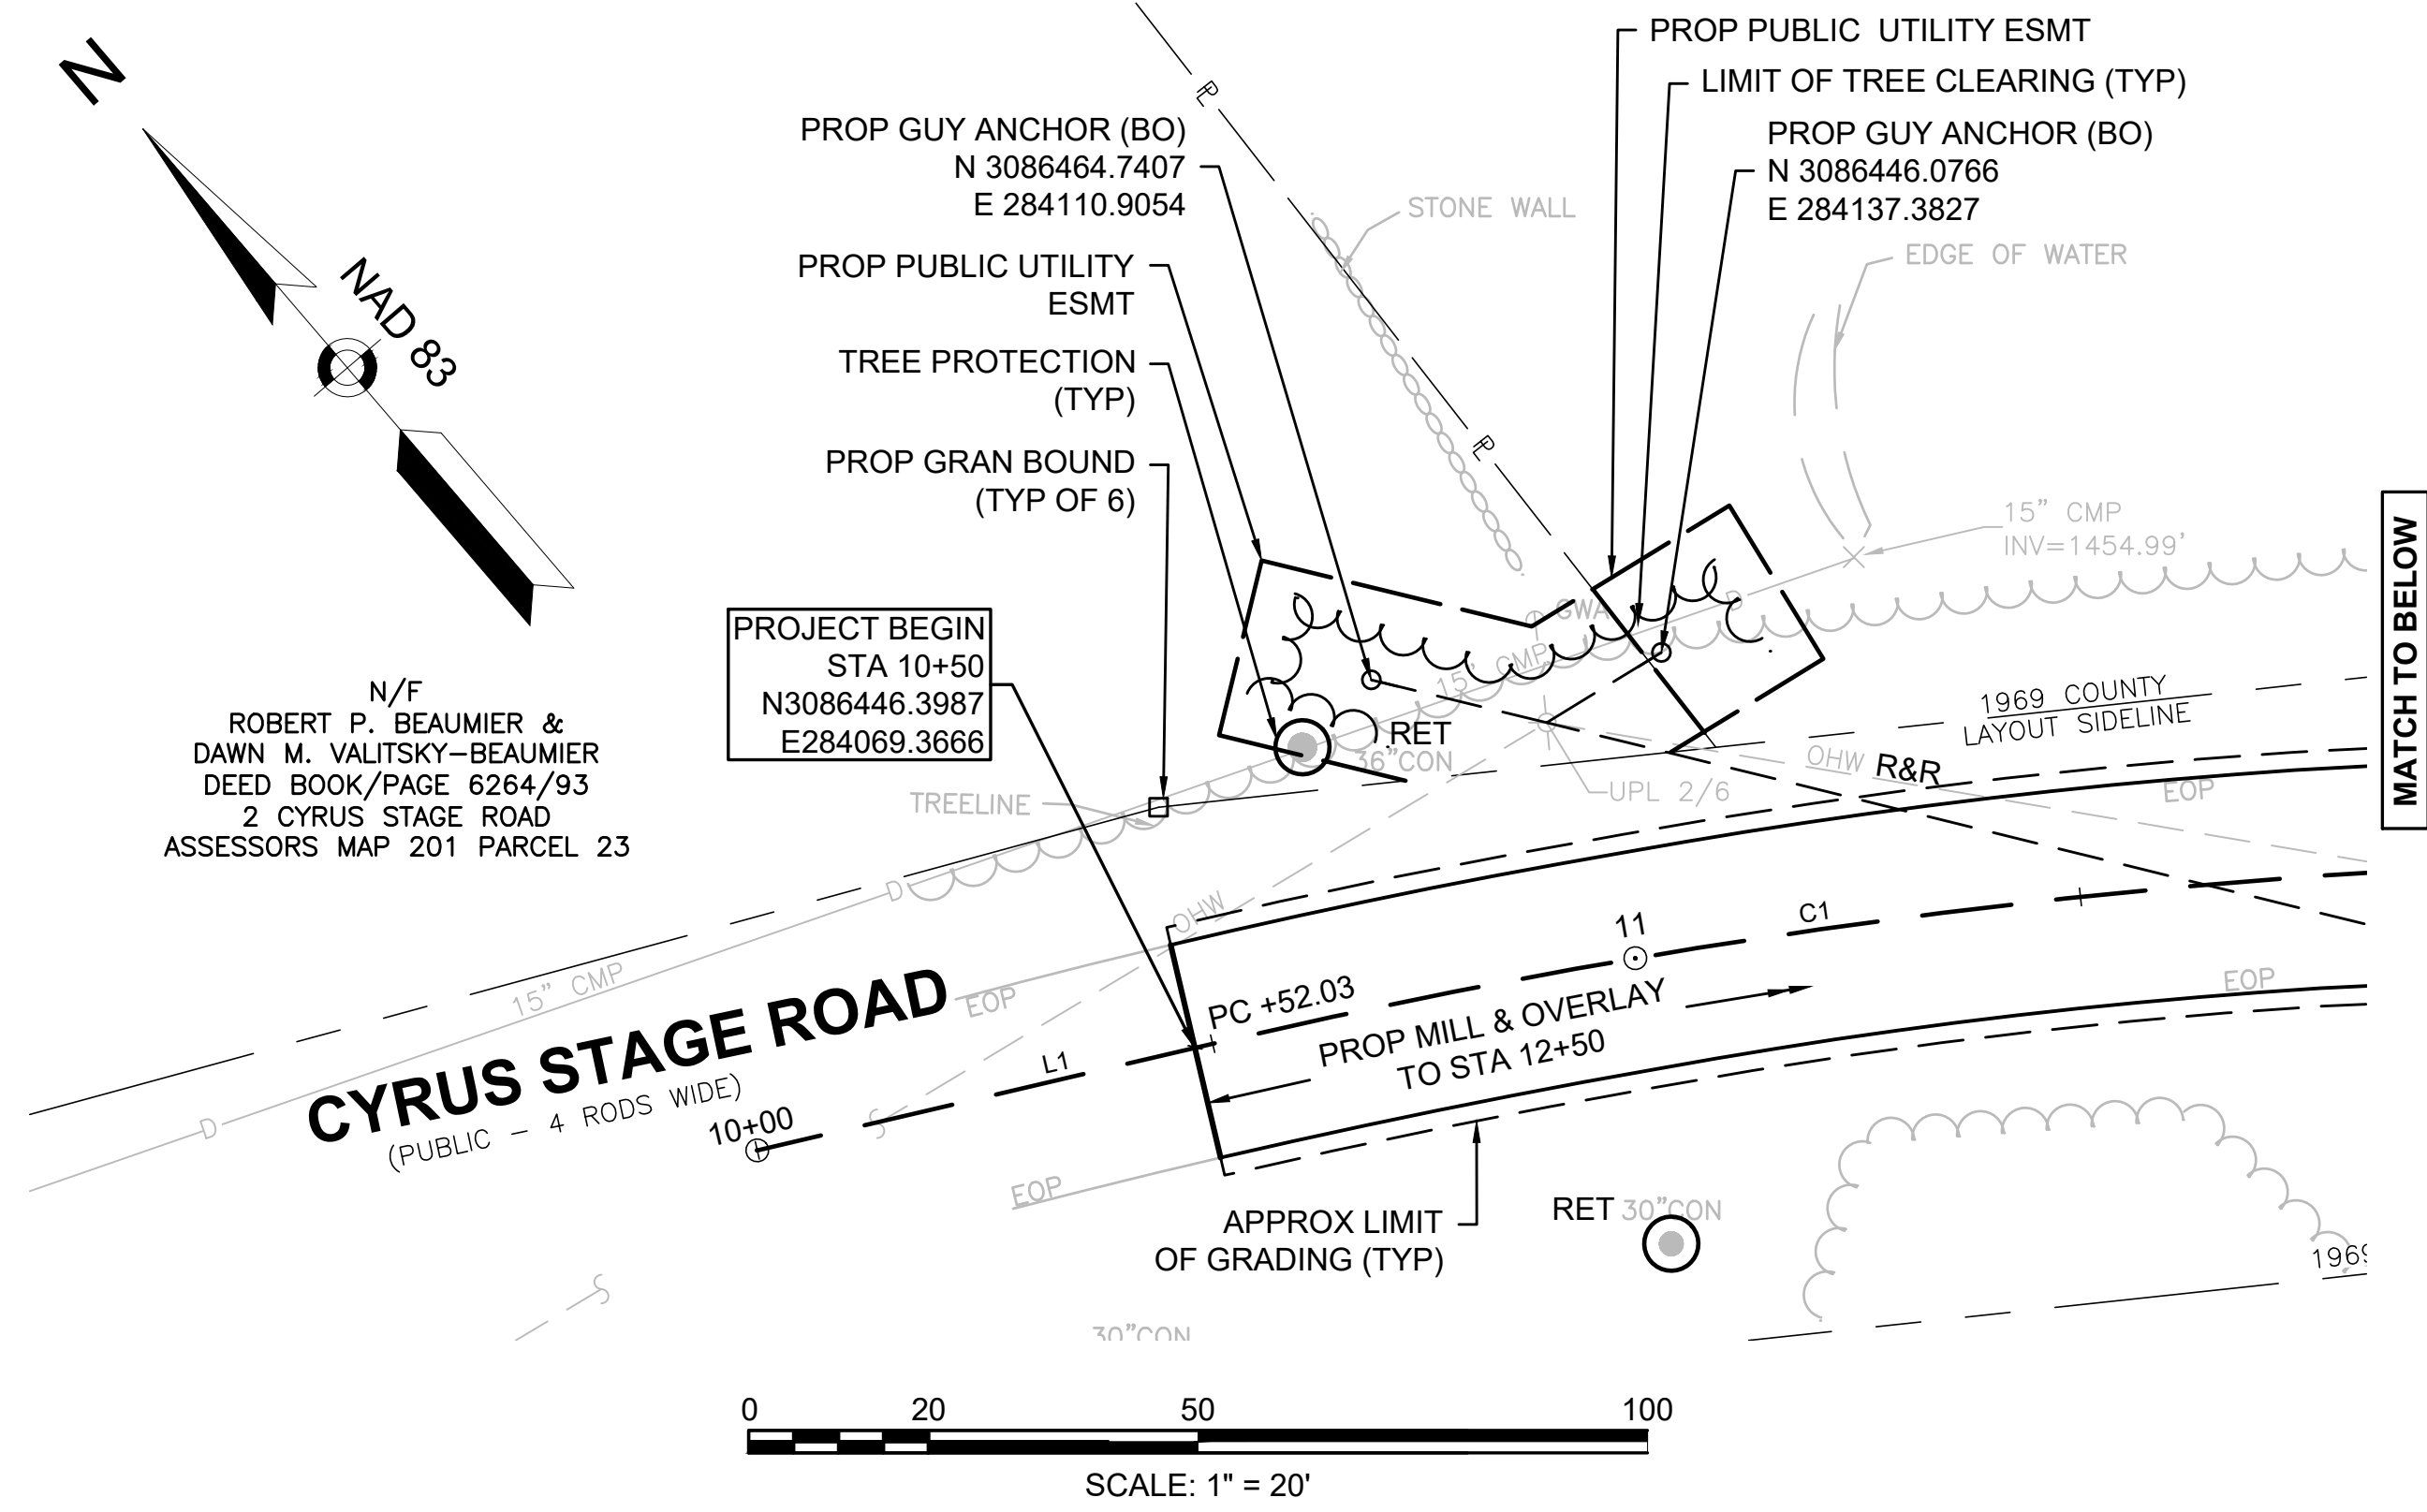 N
NAD 83
PROP GUY ANCHOR (BO)
N 3086464.7407
E 284110.9054
PROP PUBLIC UTILITY
ESMT
TREE PROTECTION
(TYP)
PROP GRAN BOUND
(TYP OF 6)
PROP PUBLIC UTILITY ESMT
LIMIT OF TREE CLEARING (TYP)
PROP GUY ANCHOR (BO)
N 3086446.0766
E 284137.3827
PL
STONE WALL
EDGE OF WATER
PL
15" CMP
INV=1454.99'
MATCH TO BELOW
PROJECT BEGIN
STA 10+50
N3086446.3987
E284069.3666
GWA
D
15" CMP
RET
36"CON
1969 COUNTY
LAYOUT SIDELINE
OHW
R&R
UPL 2/6
EOP
N/F
ROBERT P. BEAUMIER &
DAWN M. VALITSKY-BEAUMIER
DEED BOOK/PAGE 6264/93
2 CYRUS STAGE ROAD
ASSESSORS MAP 201 PARCEL 23
TREELINE
D
OHW
15" CMP
CYRUS STAGE ROAD
(PUBLIC - 4 RODS WIDE)
D
EOP
11
C1
PC +52.03
PROP MILL & OVERLAY
TO STA 12+50
EOP
L1
10+00
S
EOP
APPROX LIMIT
OF GRADING (TYP)
RET 30"CON
1969
S
30"CON
0 20 50 100
SCALE: 1" = 20'